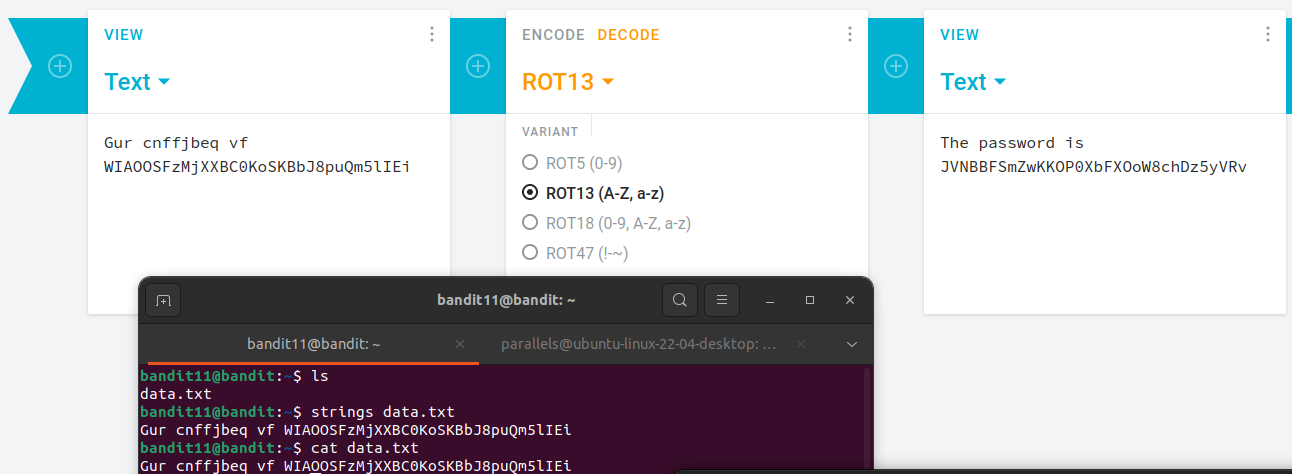 VIEW
Text
Gur cnffjbeq vf
WIAOOSFzMjXXBC0KoSKBbJ8puQm5lIEi
ENCODE DECODE
ROT13
VARIANT
ROT5 (0-9)
ROT13 (A-Z, a-z)
ROT18 (0-9, A-Z, a-z)
ROT47 (!-~)
VIEW
Text
The password is
JVNBBFSmZwKKOP0XbFXOoW8chDz5yVRv
bandit11@bandit: ~
bandit11@bandit: ~
parallels@ubuntu-linux-22-04-desktop: ...
bandit11@bandit:~$ ls
data.txt
bandit11@bandit:~$ strings data.txt
Gur cnffjbeq vf WIAOOSFzMjXXBC0KoSKBbJ8puQm5lIEi
bandit11@bandit:~$ cat data.txt
Gur cnffjbeq vf WIAOOSFzMjXXBC0KoSKBbJ8puQm5lIEi